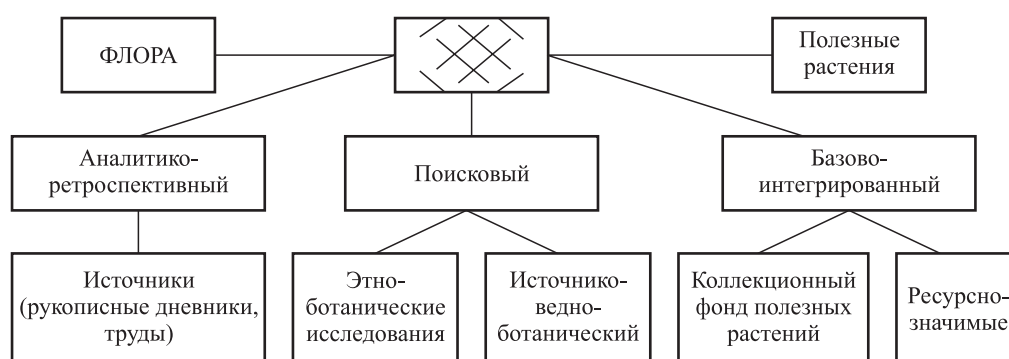 ФЛОРА
Полезные
растения
Аналитико-
ретроспективный
Поисковый
Базово-
интегрированный
Источники
(рукописные дневники,
труды)
Этно-
ботанические
исследования
Источнико-
ведно-
ботанический
Коллекционный
фонд полезных
растений
Ресурсно-
значимые